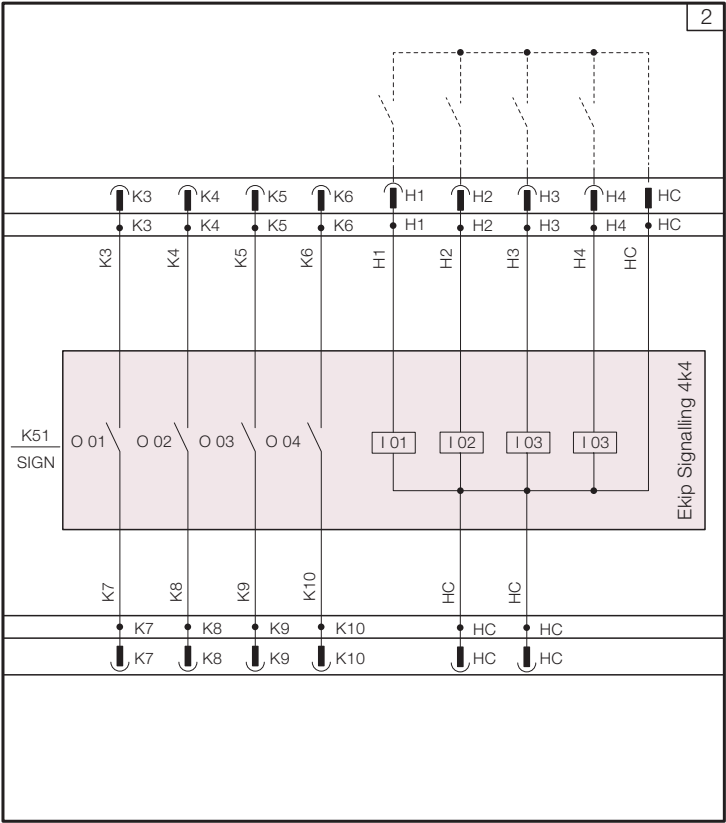 2
K3 K4 K5 K6 H1 H2 H3 H4 HC
K3 K4 K5 K6 H1 H2 H3 H4 HC
K3 K4 K5 K6 H1 H2 H3 H4 HC
K51
SIGN
O 01 O 02 O 03 O 04 I 01 I 02 I 03 I 03
Ekip Signalling 4k4
K7 K8 K9 K10 HC HC
K7 K8 K9 K10 HC HC
K7 K8 K9 K10 HC HC